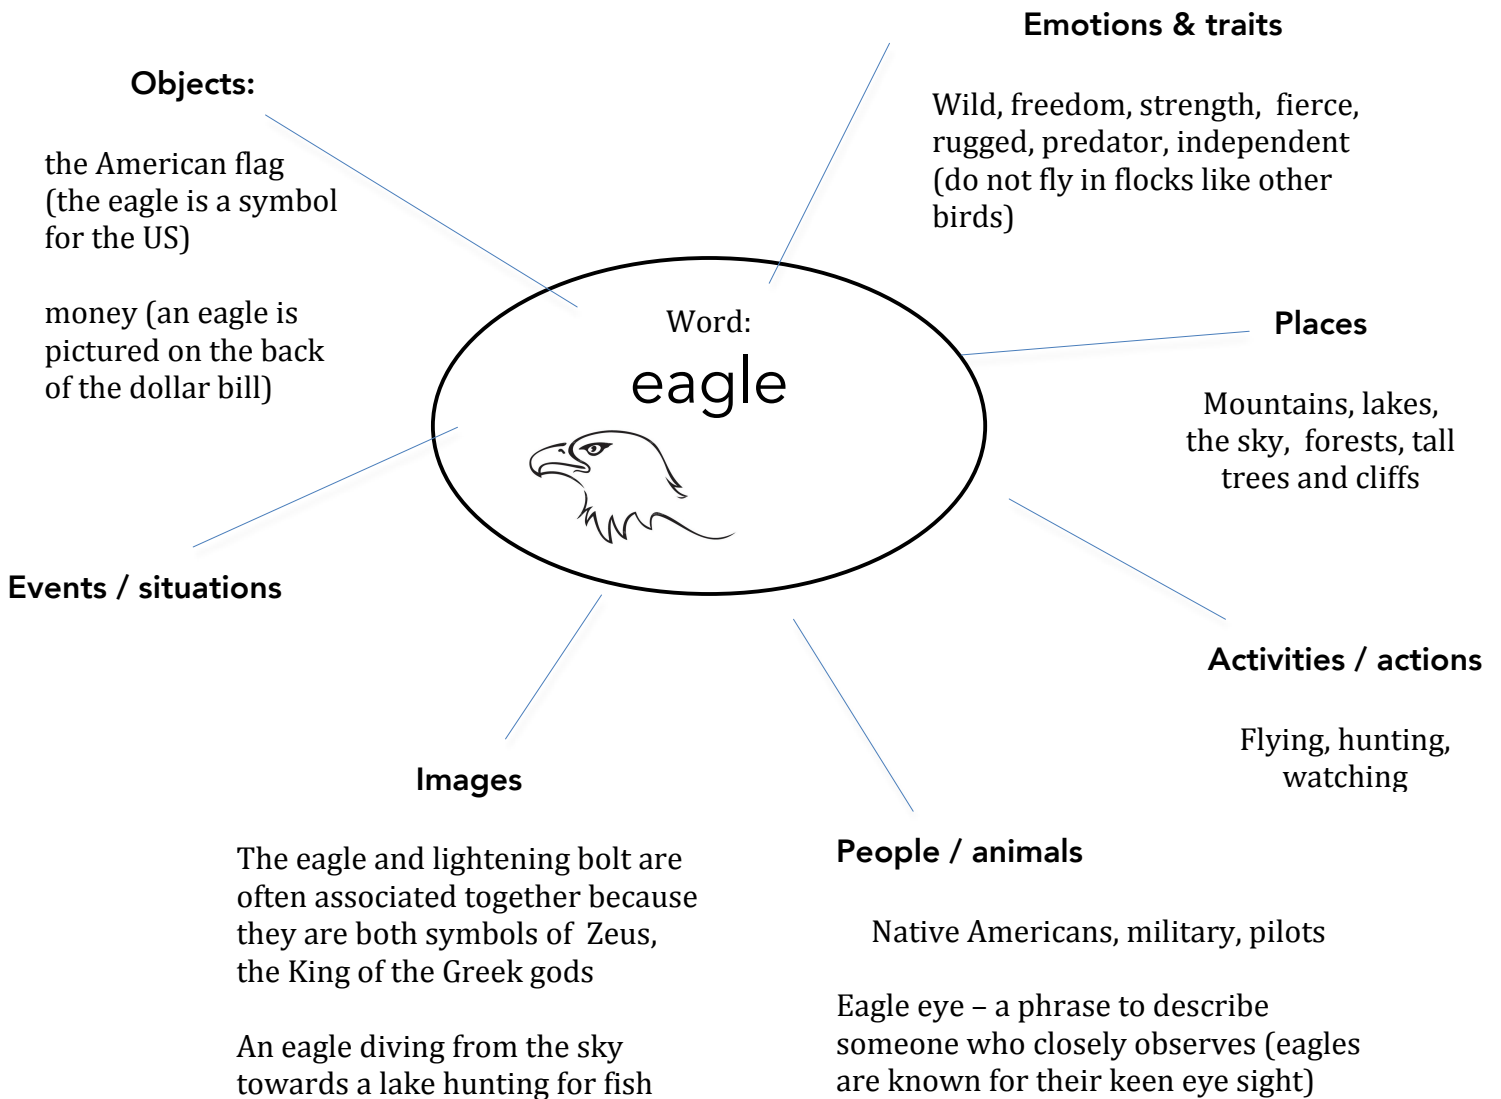 Emotions & traits
Wild, freedom, strength,  fierce,
rugged, predator, independent
(do not fly in flocks like other
birds)
Objects:
the American flag
(the eagle is a symbol
for the US)
money (an eagle is
pictured on the back
of the dollar bill)
Word:
eagle
Places
Mountains, lakes,
the sky,  forests, tall
trees and cliffs
Events / situations
Activities / actions
Flying, hunting,
watching
Images
The eagle and lightening bolt are
often associated together because
they are both symbols of  Zeus,
the King of the Greek gods
An eagle diving from the sky
towards a lake hunting for fish
People / animals
Native Americans, military, pilots
Eagle eye – a phrase to describe
someone who closely observes (eagles
are known for their keen eye sight)